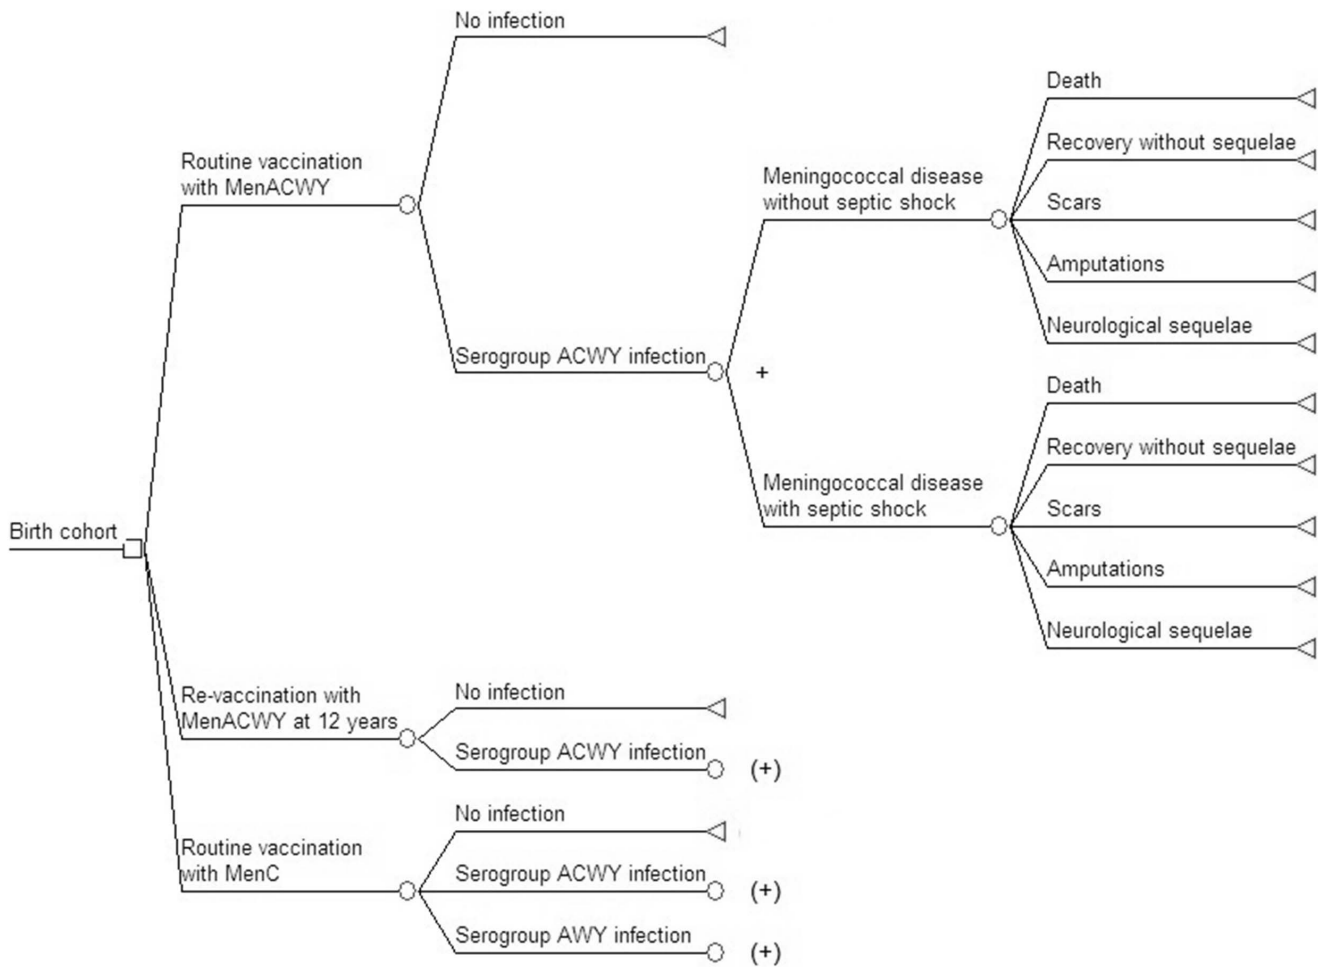 No infection
Death
Recovery without sequelae
Routine vaccination
with MenACWY
Meningococcal disease
without septic shock
Scars
Amputations
Neurological sequelae
Serogroup ACWY infection
+
Death
Recovery without sequelae
Meningococcal disease
with septic shock
Scars
Birth cohort
Amputations
Neurological sequelae
Re-vaccination with
MenACWY at 12 years
No infection
Serogroup ACWY infection
(+)
No infection
Routine vaccination
with MenC
Serogroup ACWY infection
(+)
Serogroup AWY infection
(+)